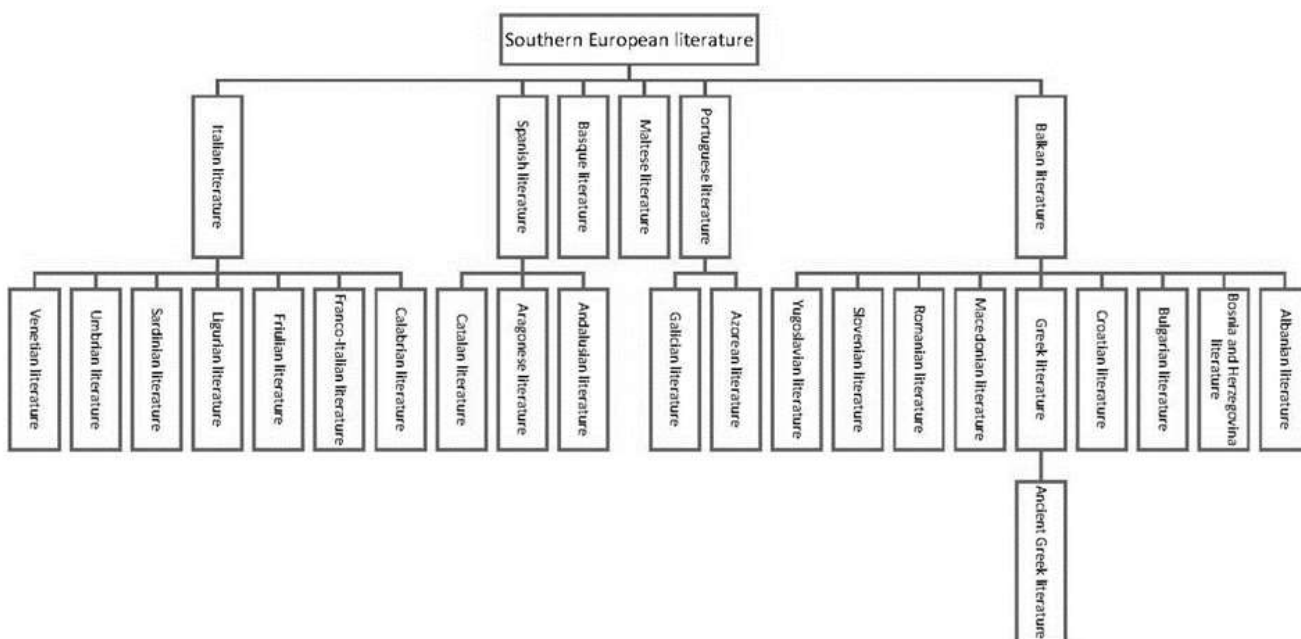 Southern European literature
Italian literature
Spanish literature
Basque literature
Maltese literature
Portuguese literature
Balkan literature
Venetian literature
Umbrian literature
Sardinian literature
Ligurian literature
Friulian literature
Franco-Italian literature
Calabrian literature
Catalan literature
Aragonese literature
Andalusian literature
Galician literature
Azorean literature
Yugoslavian literature
Slovenian literature
Romanian literature
Macedonian literature
Greek literature
Croatian literature
Bulgarian literature
Bosnia and Herzegovina
literature
Albanian literature
Ancient Greek literature